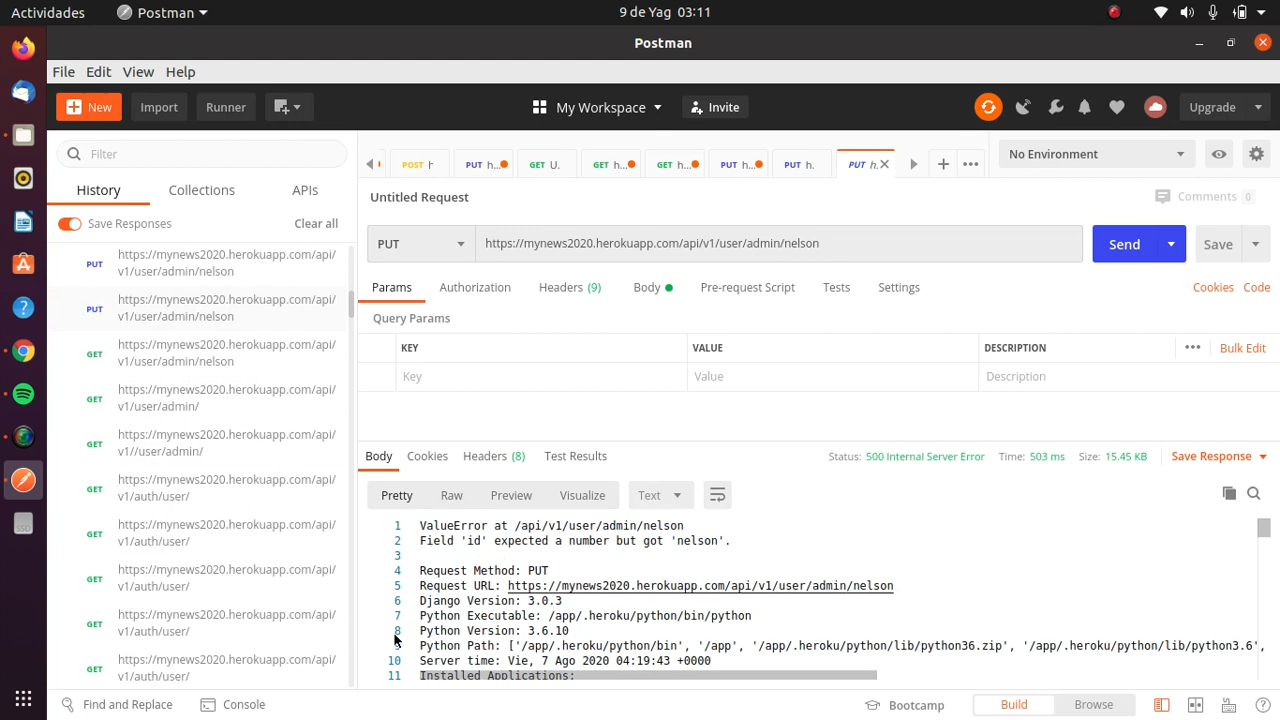 Actividades Postman 9 de Yag 03:11
Postman
File Edit View Help
New Import Runner My Workspace Invite Upgrade
Filter
History Collections APIs
Save Responses Clear all
PUT https://mynews2020.herokuapp.com/api/
v1/user/admin/nelson
PUT https://mynews2020.herokuapp.com/api/
v1/user/admin/nelson
GET https://mynews2020.herokuapp.com/api/
v1/user/admin/nelson
GET https://mynews2020.herokuapp.com/api/
v1/user/admin/
GET https://mynews2020.herokuapp.com/api/
v1//user/admin/
GET https://mynews2020.herokuapp.com/api/
v1/auth/user/
GET https://mynews2020.herokuapp.com/api/
v1/auth/user/
GET https://mynews2020.herokuapp.com/api/
v1/auth/user/
GET https://mynews2020.herokuapp.com/api/
v1/auth/user/
GET https://mynews2020.herokuapp.com/api/
v1/auth/user/
POST h PUT h... GET U. GET h... GET h... PUT h... PUT h. PUT h. No Environment
Untitled Request Comments 0
PUT https://mynews2020.herokuapp.com/api/v1/user/admin/nelson Send Save
Params Authorization Headers (9) Body Pre-request Script Tests Settings Cookies Code
Query Params
KEY VALUE DESCRIPTION Bulk Edit
Key Value Description
Body Cookies Headers (8) Test Results Status: 500 Internal Server Error Time: 503 ms Size: 15.45 KB Save Response
Pretty Raw Preview Visualize Text
1 ValueError at /api/v1/user/admin/nelson
2 Field 'id' expected a number but got 'nelson'.
3
4 Request Method: PUT
5 Request URL: https://mynews2020.herokuapp.com/api/v1/user/admin/nelson
6 Django Version: 3.0.3
7 Python Executable: /app/.heroku/python/bin/python
8 Python Version: 3.6.10
9 Python Path: ['/app/.heroku/python/bin', '/app', '/app/.heroku/python/lib/python36.zip', '/app/.heroku/python/lib/python3.6',
10 Server time: Vie, 7 Ago 2020 04:19:43 +0000
11 Installed Applications:
Find and Replace Console Bootcamp Build Browse